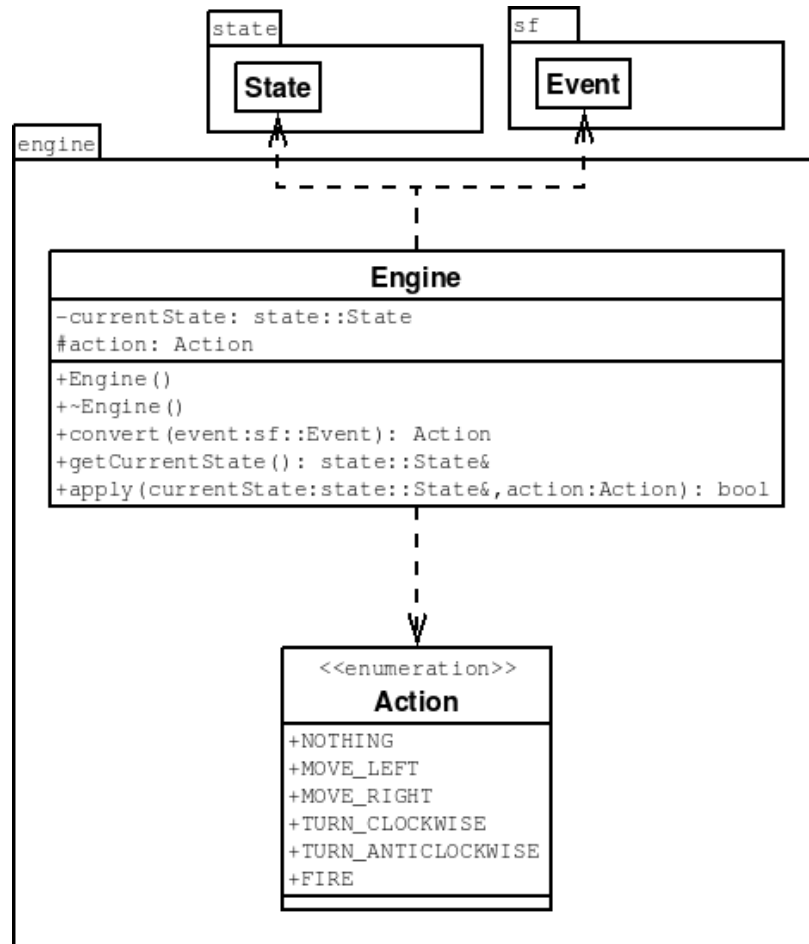 state
sf
State
Event
engine
Engine
-currentState: state::State
#action: Action
+Engine()
+~Engine()
+convert(event:sf::Event): Action
+getCurrentState(): state::State&
+apply(currentState:state::State&,action:Action): bool
<<enumeration>>
Action
+NOTHING
+MOVE_LEFT
+MOVE_RIGHT
+TURN_CLOCKWISE
+TURN_ANTICLOCKWISE
+FIRE